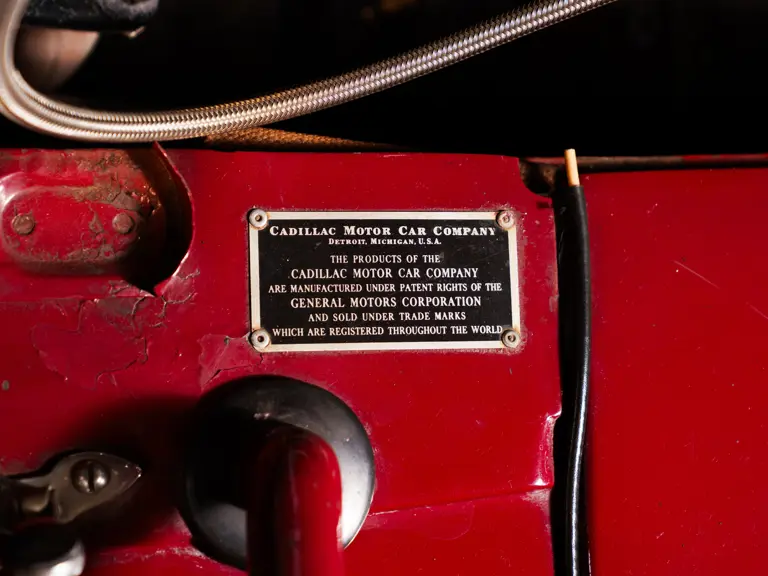 Cadillac Motor Car Company
Detroit, Michigan, U.S.A.
THE PRODUCTS OF THE
CADILLAC MOTOR CAR COMPANY
ARE MANUFACTURED UNDER PATENT RIGHTS OF THE
GENERAL MOTORS CORPORATION
AND SOLD UNDER TRADE MARKS
WHICH ARE REGISTERED THROUGHOUT THE WORLD